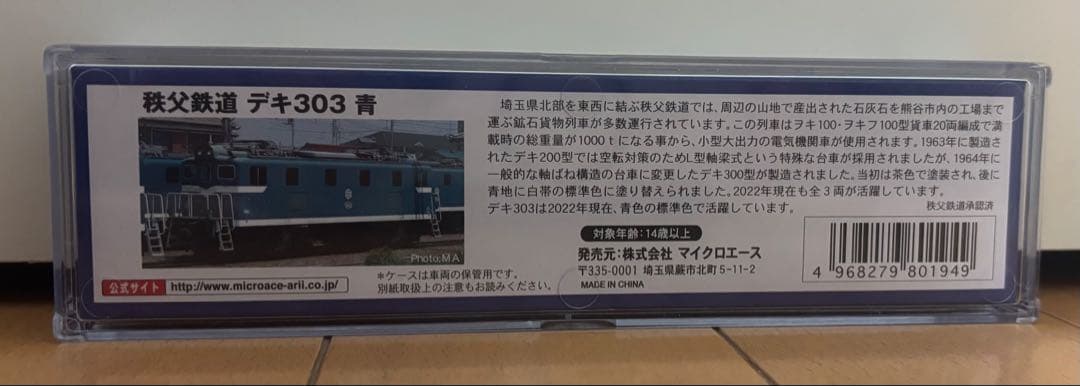 秩父鉄道 デキ303 青
Photo:MA
公式サイト http://www.microace-arii.co.jp/
＊ケースは車両の保管用です。
別紙取扱上の注意もお読みください。
埼玉県北部を東西に結ぶ秩父鉄道では、周辺の山地で産出された石灰石を熊谷市内の工場まで
運ぶ鉱石貨物列車が多数運行されています。この列車はヲキ100・ヲキフ100型貨車20両編成で満
載時の総重量が1000tになる事から、小型大出力の電気機関車が使用されます。1963年に製造さ
れたデキ200型では空転対策のためL型軸梁式という特殊な台車が採用されましたが、1964年に
一般的な軸ばね構造の台車に変更したデキ300型が製造されました。当初は茶色で塗装され、後に
青地に白帯の標準色に塗り替えられました。2022年現在も全3両が活躍しています。
デキ303は2022年現在、青色の標準色で活躍しています。
秩父鉄道承認済
対象年齢:14歳以上
発売元:株式会社 マイクロエース
〒335-0001 埼玉県蕨市北町5-11-2
MADE IN CHINA
4 968279 801949